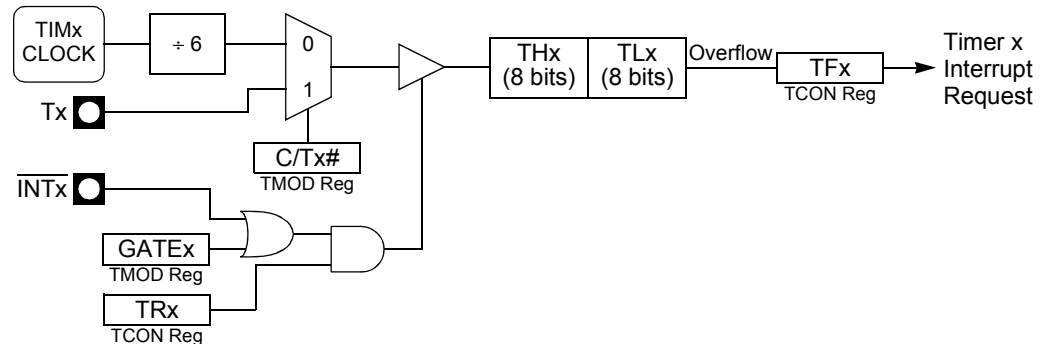 TIMx
CLOCK
÷ 6
0
1
Tx
C/Tx#
TMOD Reg
THx
(8 bits)
TLx
(8 bits)
Overflow
TFx
TCON Reg
Timer x
Interrupt
Request
INTx
GATEx
TMOD Reg
TRx
TCON Reg